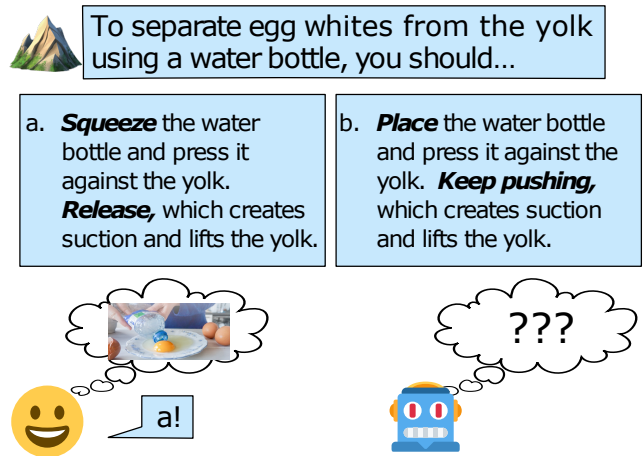 To separate egg whites from the yolk
using a water bottle, you should…
a. Squeeze the water
bottle and press it
against the yolk.
Release, which creates
suction and lifts the yolk.
b. Place the water bottle
and press it against the
yolk. Keep pushing,
which creates suction
and lifts the yolk.
???
a!